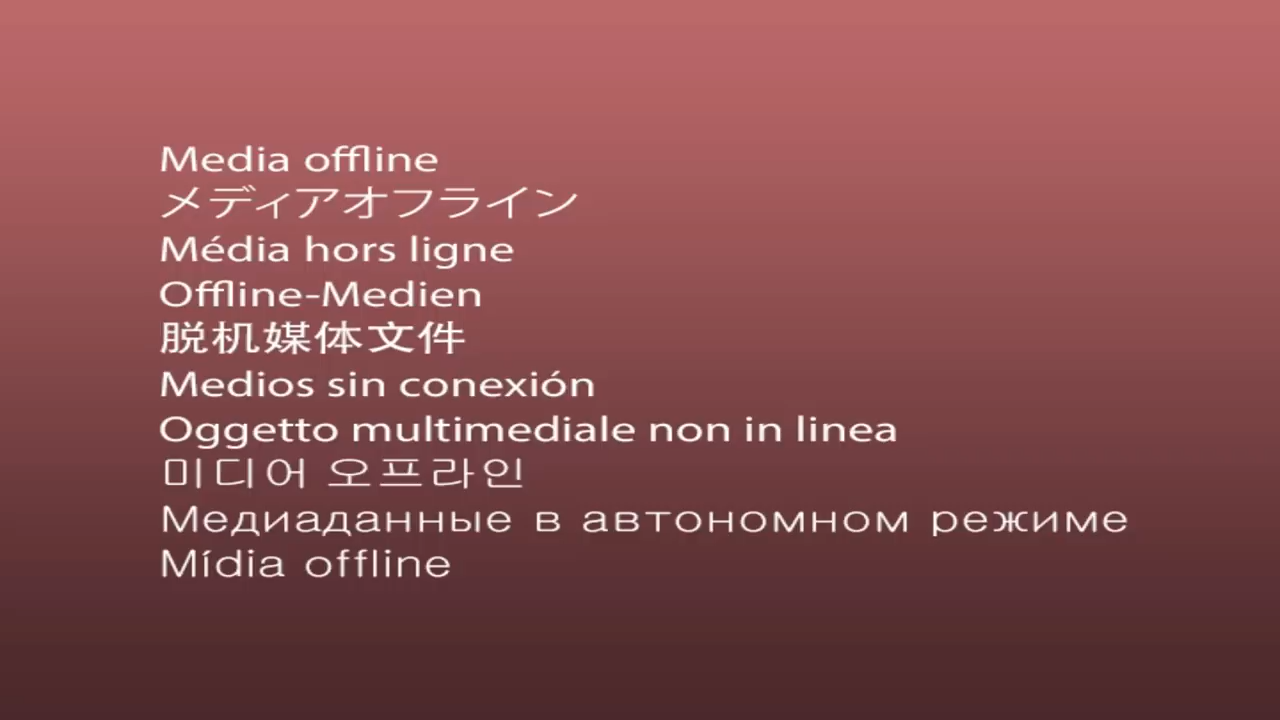 Media offline
メディアオフライン
Média hors ligne
Offline-Medien
脱机媒体文件
Medios sin conexión
Oggetto multimediale non in linea
미디어 오프라인
Медиаданные в автономном режиме
Mídia offline